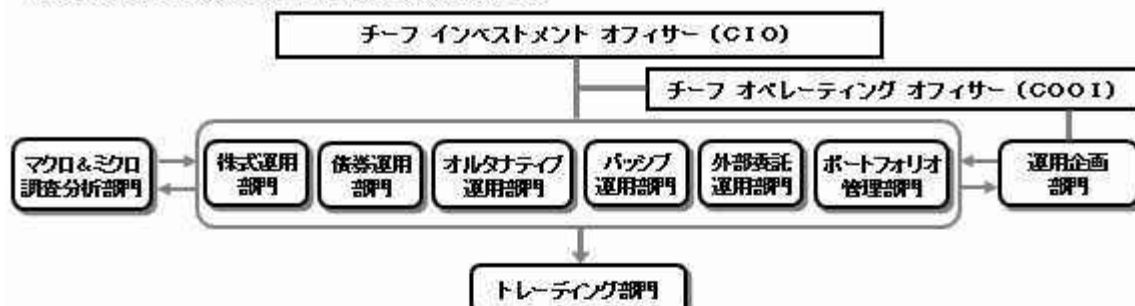 チーフ インベストメント オフィサー (CIO)
チーフ オペレーティング オフィサー (COOI)
マクロ&ミクロ
調査分析部門
株式運用
部門
債券運用
部門
オルタナティブ
運用部門
パッシブ
運用部門
外部委託
運用部門
ポートフォリオ
管理部門
運用企画
部門
トレーディング部門